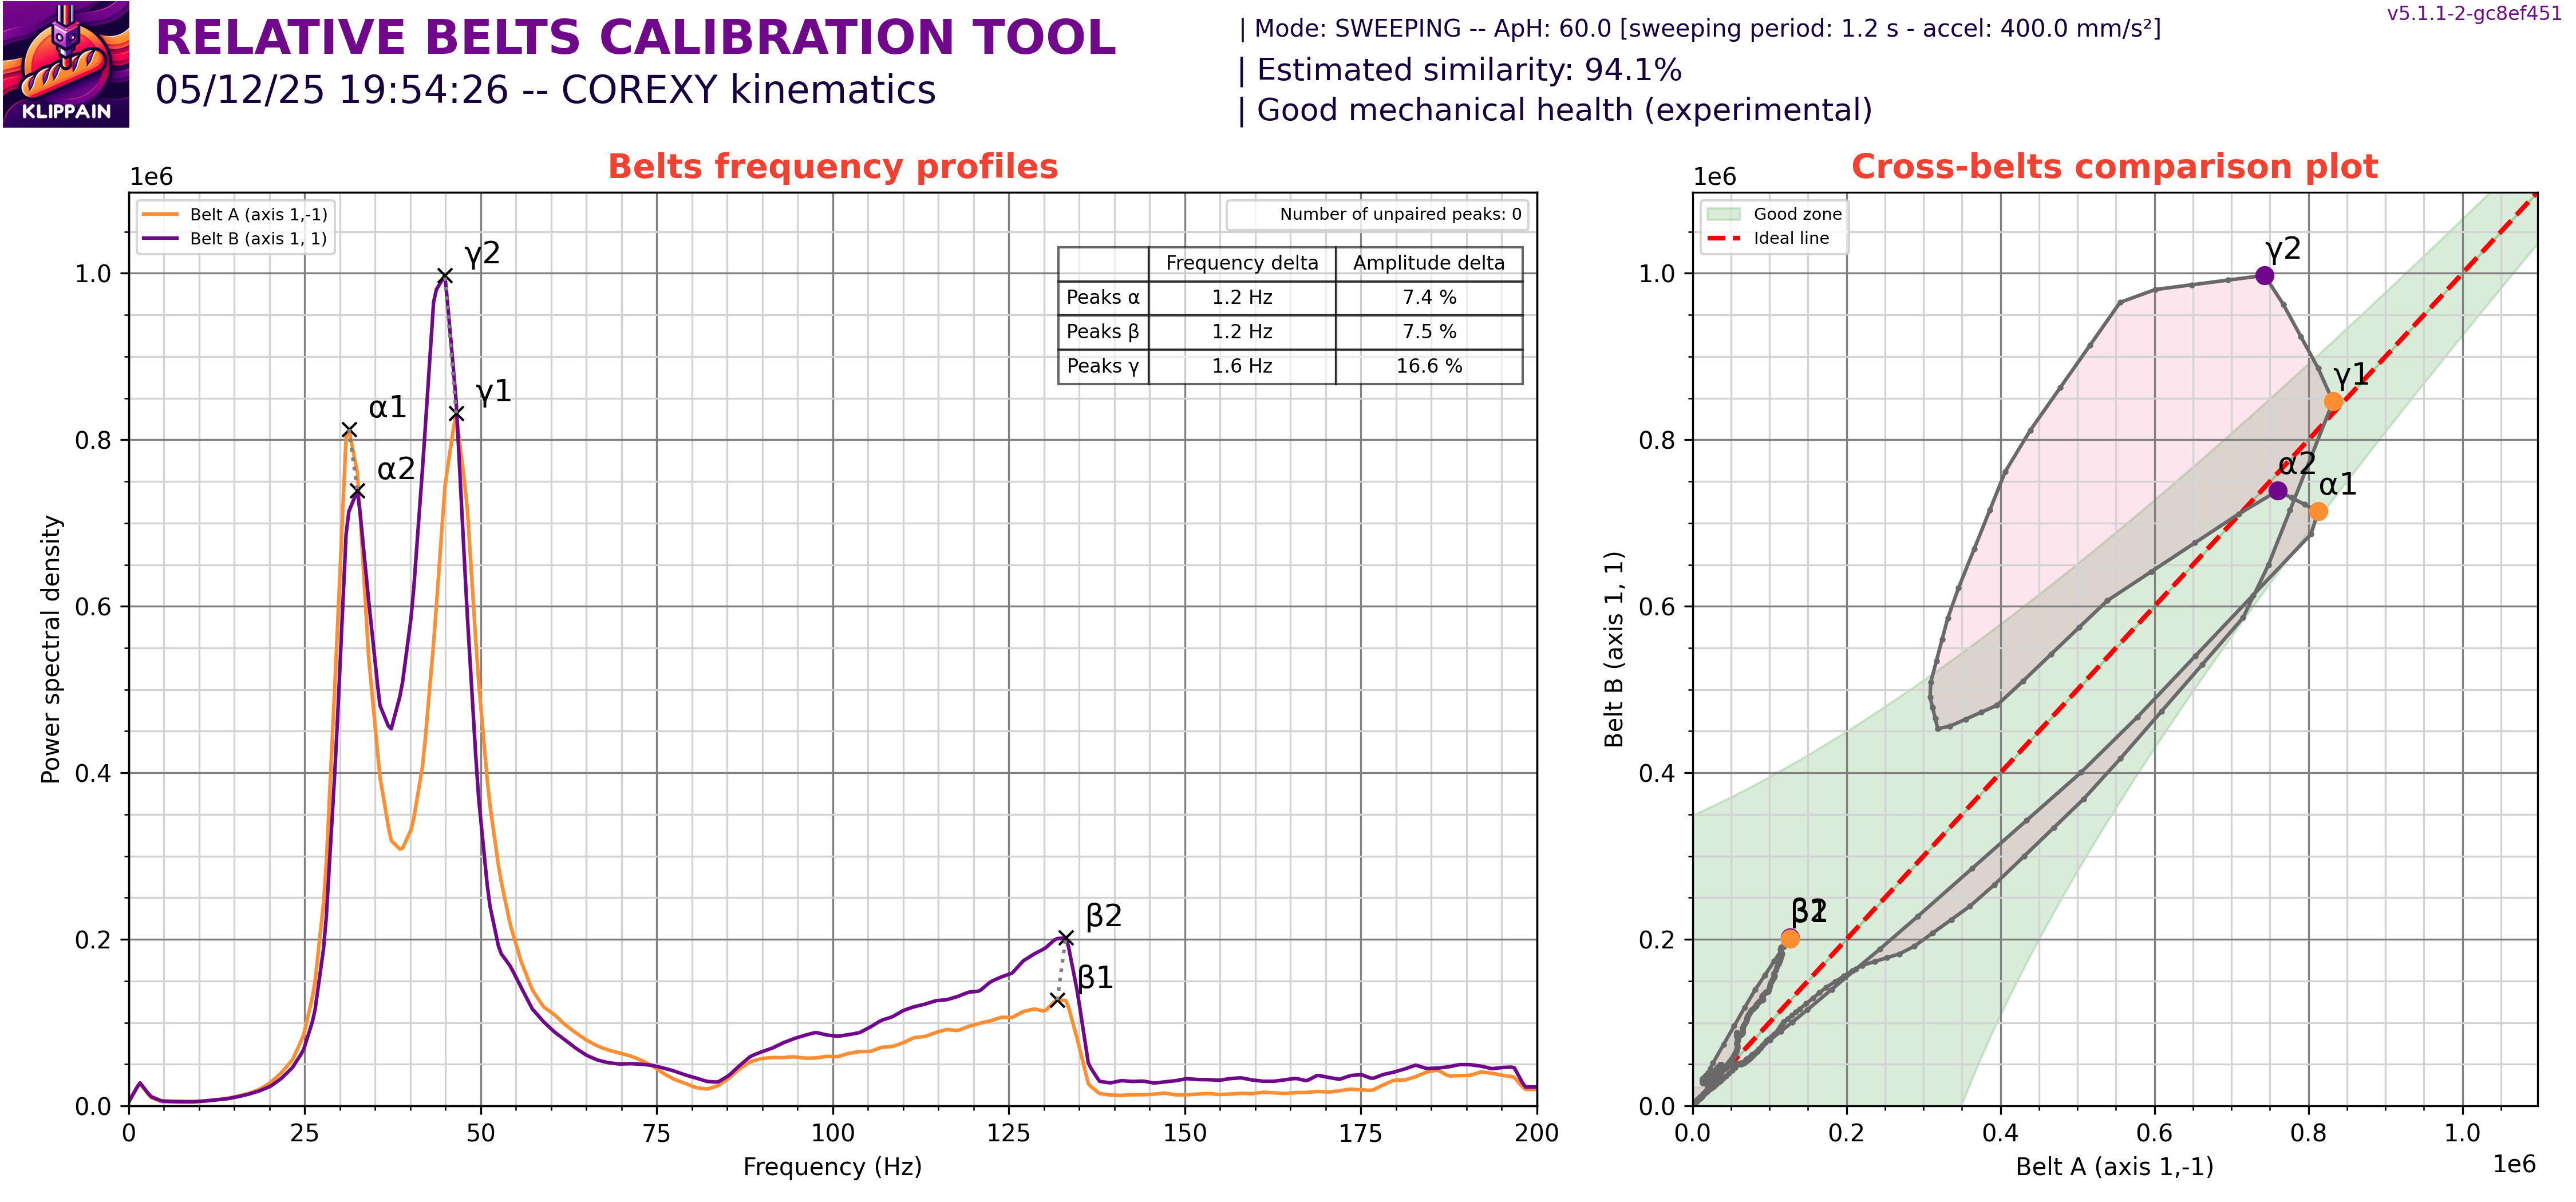 KLIPPAIN
RELATIVE BELTS CALIBRATION TOOL
05/12/25 19:54:26 -- COREXY kinematics
| Mode: SWEEPING -- ApH: 60.0 [sweeping period: 1.2 s - accel: 400.0 mm/s²]
| Estimated similarity: 94.1%
| Good mechanical health (experimental)
v5.1.1-2-gc8ef451
Belts frequency profiles
1e6
Belt A (axis 1,-1)
Belt B (axis 1, 1)
Number of unpaired peaks: 0
Frequency delta Amplitude delta
Peaks α 1.2 Hz 7.4 %
Peaks β 1.2 Hz 7.5 %
Peaks γ 1.6 Hz 16.6 %
γ2
γ1
α1
α2
β2
β1
1.0
0.8
0.6
0.4
0.2
0.0
Power spectral density
0 25 50 75 100 125 150 175 200
Frequency (Hz)
Cross-belts comparison plot
1e6
Good zone
Ideal line
γ2
γ1
α2
α1
β2
β1
1.0
0.8
0.6
0.4
0.2
0.0
Belt B (axis 1, 1)
0.0 0.2 0.4 0.6 0.8 1.0
1e6
Belt A (axis 1,-1)